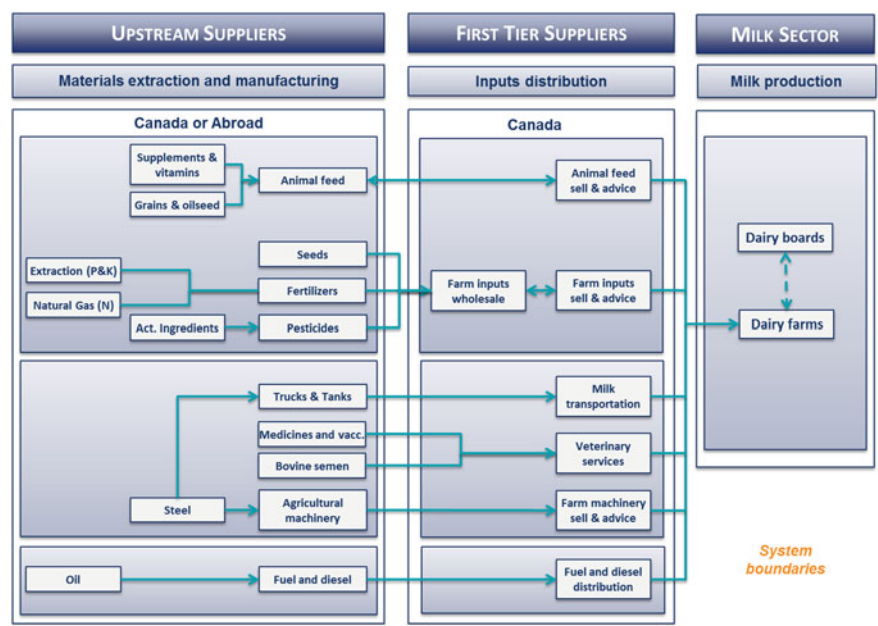 UPSTREAM SUPPLIERS
FIRST TIER SUPPLIERS
MILK SECTOR
Materials extraction and manufacturing
Inputs distribution
Milk production
Canada or Abroad
Canada
Supplements &
vitamins
Grains & oilseed
Animal feed
Animal feed
sell & advice
Seeds
Extraction (P&K)
Natural Gas (N)
Fertilizers
Act. Ingredients
Pesticides
Farm inputs
wholesale
Farm inputs
sell & advice
Dairy boards
Dairy farms
Trucks & Tanks
Milk
transportation
Medicines and vacc.
Bovine semen
Veterinary
services
Steel
Agricultural
machinery
Farm machinery
sell & advice
Oil
Fuel and diesel
Fuel and diesel
distribution
System
boundaries